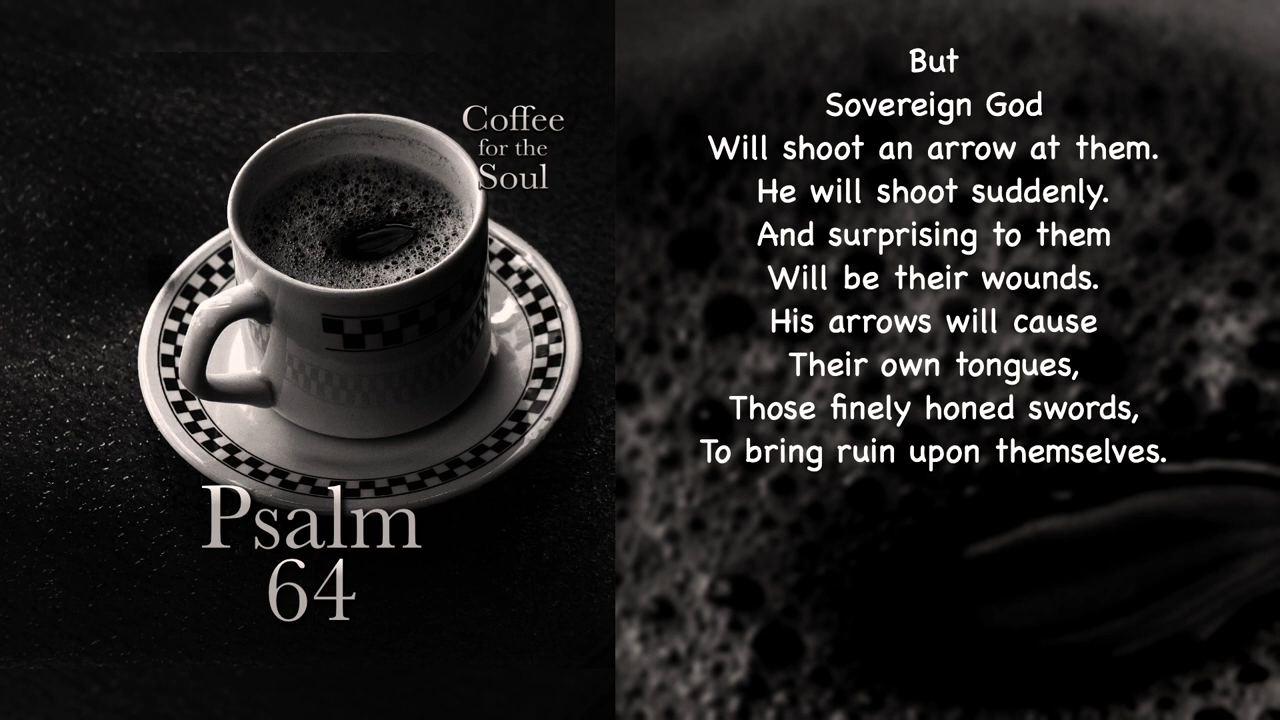 Coffee
for the
Soul
Psalm
64
But
Sovereign God
Will shoot an arrow at them.
He will shoot suddenly.
And surprising to them
Will be their wounds.
His arrows will cause
Their own tongues,
Those finely honed swords,
To bring ruin upon themselves.